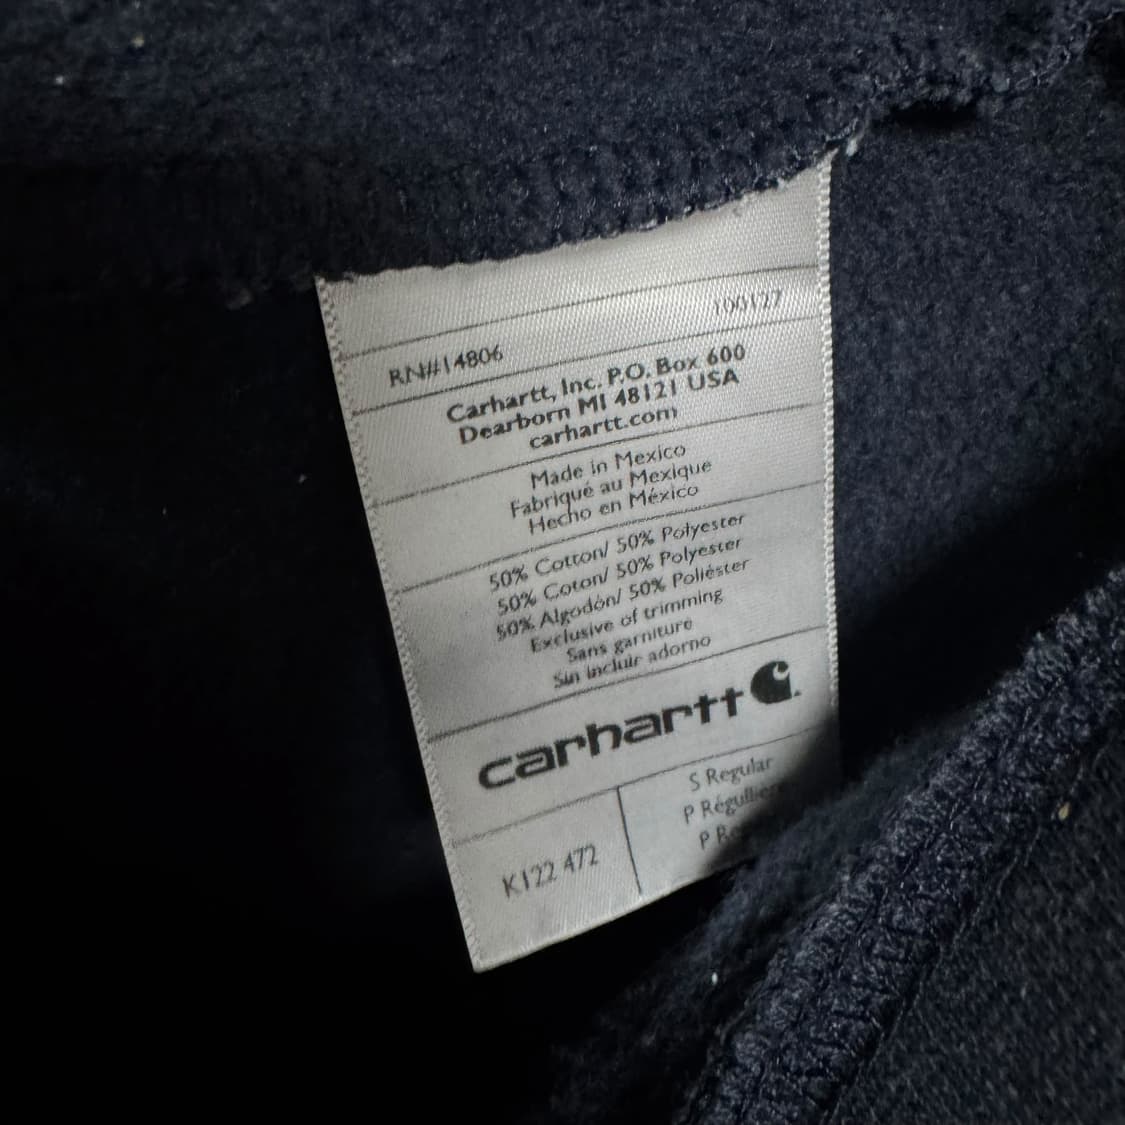 100127
RN#14806
Carhartt, Inc. P.O. Box 600
Dearborn MI 48121 USA
carhartt.com
Made in Mexico
Fabriqué au Mexique
Hecho en México
50% Cotton/ 50% Polyester
50% Coton/ 50% Polyester
50% Algodón/ 50% Poliéster
Exclusive of trimming
Sans garniture
Sin incluir adorno
carhartt
K122 472
S Regular
P
P